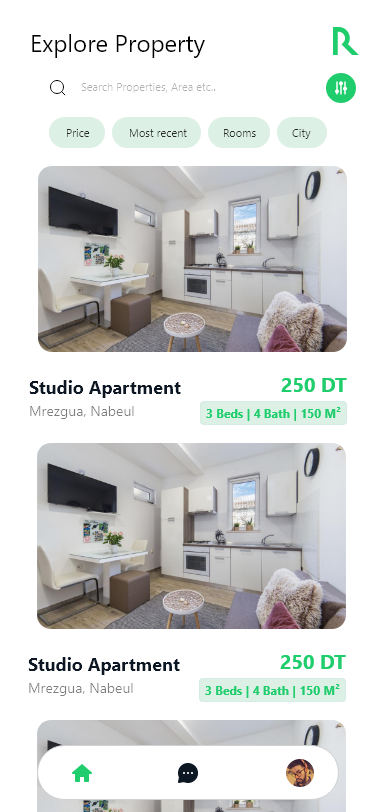 Explore Property
Search Properties, Area etc..
Price Most recent Rooms City
Studio Apartment 250 DT
Mrezgua, Nabeul 3 Beds | 4 Bath | 150 M²
Studio Apartment 250 DT
Mrezgua, Nabeul 3 Beds | 4 Bath | 150 M²